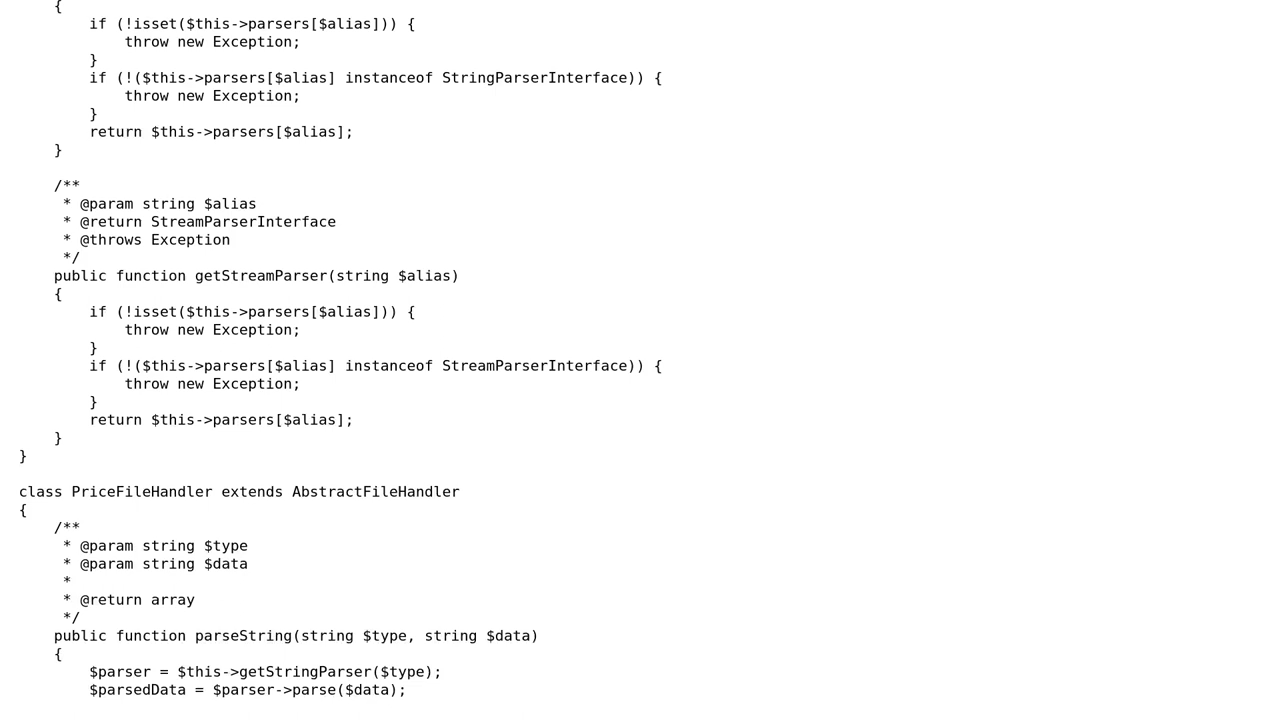 {
        if (!isset($this->parsers[$alias])) {
            throw new Exception;
        }
        if (!($this->parsers[$alias] instanceof StringParserInterface)) {
            throw new Exception;
        }
        return $this->parsers[$alias];
    }

    /**
     * @param string $alias
     * @return StreamParserInterface
     * @throws Exception
     */
    public function getStreamParser(string $alias)
    {
        if (!isset($this->parsers[$alias])) {
            throw new Exception;
        }
        if (!($this->parsers[$alias] instanceof StreamParserInterface)) {
            throw new Exception;
        }
        return $this->parsers[$alias];
    }
}

class PriceFileHandler extends AbstractFileHandler
{
    /**
     * @param string $type
     * @param string $data
     *
     * @return array
     */
    public function parseString(string $type, string $data)
    {
        $parser = $this->getStringParser($type);
        $parsedData = $parser->parse($data);